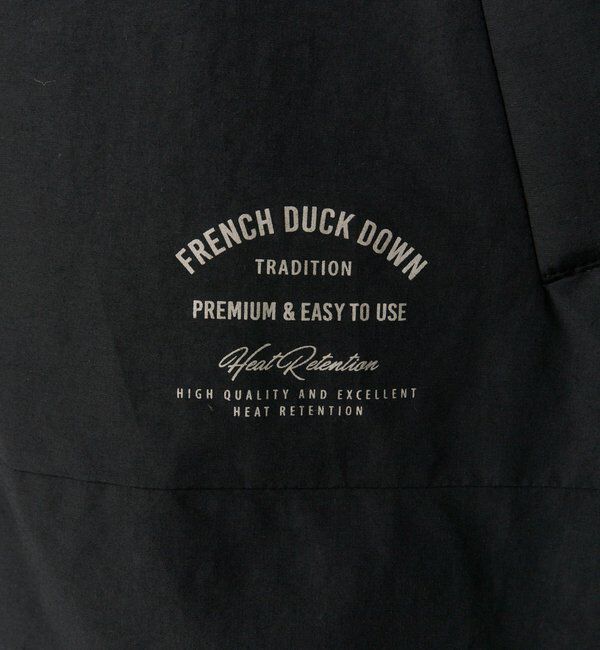 FRENCH DUCK DOWN
TRADITION
PREMIUM & EASY TO USE
Heat Retention
HIGH QUALITY AND EXCELLENT
HEAT RETENTION